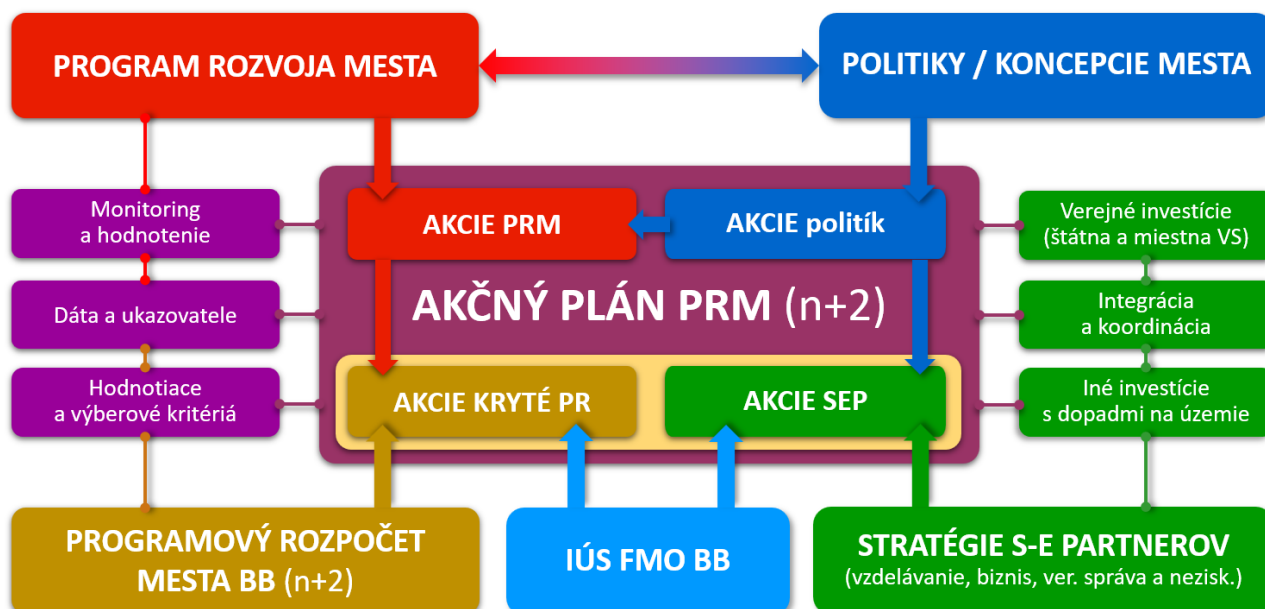 PROGRAM ROZVOJA MESTA
POLITIKY / KONCEPCIE MESTA
Monitoring
a hodnotenie
AKCIE PRM
AKCIE politík
Verejné investície
(štátna a miestna VS)
Dáta a ukazovatele
AKČNÝ PLÁN PRM (n+2)
Integrácia
a koordinácia
Hodnotiace
a výberové kritériá
AKCIE KRYTÉ PR
AKCIE SEP
Iné investície
s dopadmi na územie
PROGRAMOVÝ ROZPOČET
MESTA BB (n+2)
IÚS FMO BB
STRATÉGIE S-E PARTNEROV
(vzdelávanie, biznis, ver. správa a nezisk.)